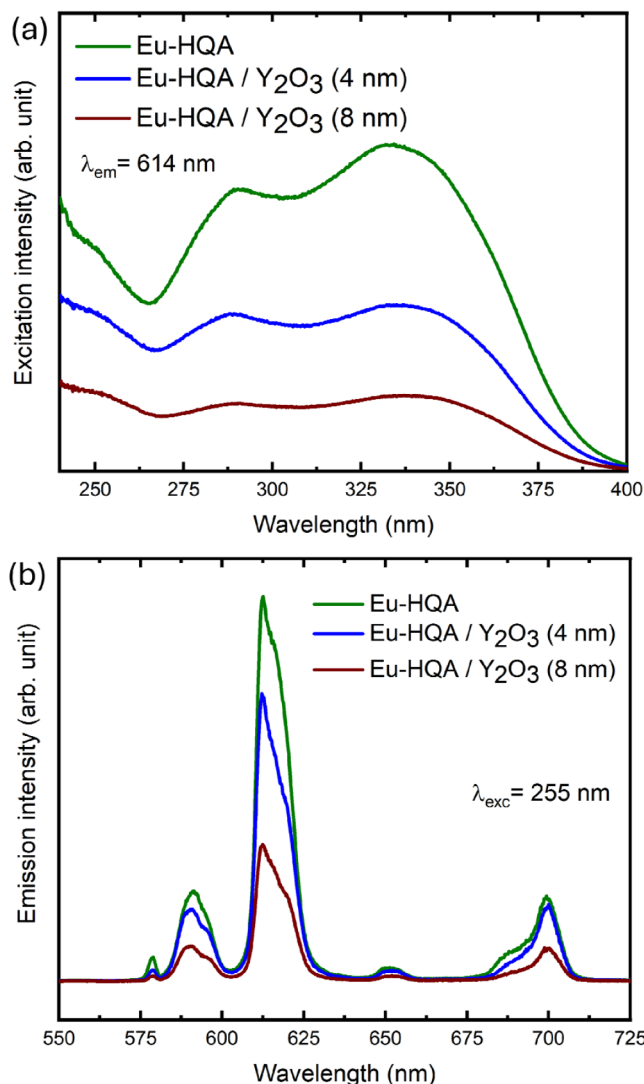 (a)
Eu-HQA
Eu-HQA / Y2O3 (4 nm)
Eu-HQA / Y2O3 (8 nm)
λem= 614 nm
Excitation intensity (arb. unit)
250 275 300 325 350 375 400
Wavelength (nm)
(b)
Eu-HQA
Eu-HQA / Y2O3 (4 nm)
Eu-HQA / Y2O3 (8 nm)
λexc= 255 nm
Emission intensity (arb. unit)
550 575 600 625 650 675 700 725
Wavelength (nm)